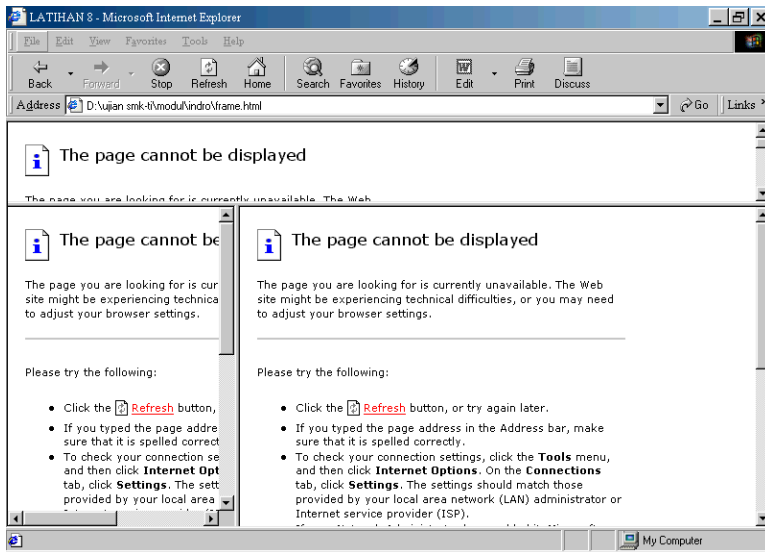 LATIHAN 8 - Microsoft Internet Explorer
File Edit View Favorites Tools Help
Back Forward Stop Refresh Home Search Favorites History Edit Print Discuss
Address D:\ujian smk-ti\modul\indro\frame.html Go Links
The page cannot be displayed
The page you are looking for is currently unavailable. The Web
The page cannot be
The page you are looking for is cur
site might be experiencing technica
to adjust your browser settings.
Please try the following:
Click the Refresh button,
If you typed the page addre
sure that it is spelled correct
To check your connection se
and then click Internet Opt
tab, click Settings. The sett
provided by your local area
The page cannot be displayed
The page you are looking for is currently unavailable. The Web
site might be experiencing technical difficulties, or you may need
to adjust your browser settings.
Please try the following:
Click the Refresh button, or try again later.
If you typed the page address in the Address bar, make
sure that it is spelled correctly.
To check your connection settings, click the Tools menu,
and then click Internet Options. On the Connections
tab, click Settings. The settings should match those
provided by your local area network (LAN) administrator or
Internet service provider (ISP).
My Computer